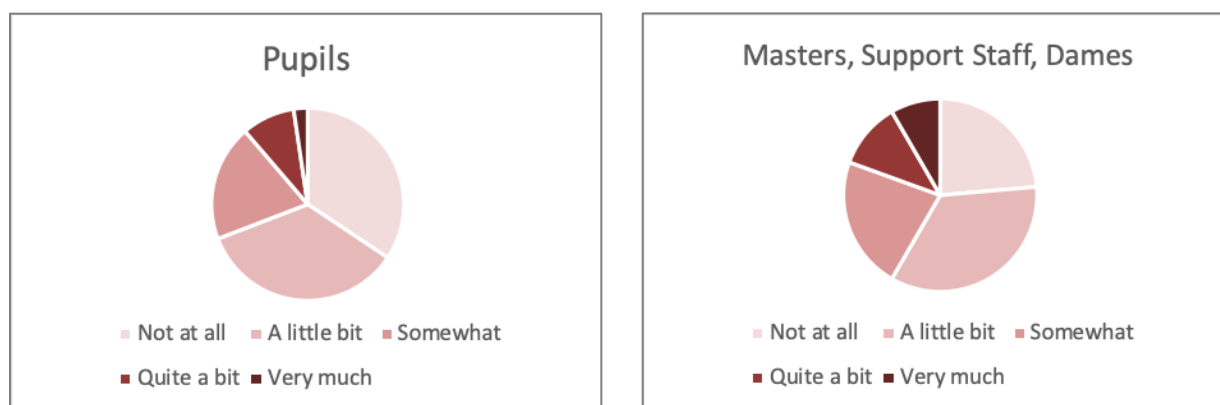 Pupils
Not at all A little bit Somewhat
Quite a bit Very much
Masters, Support Staff, Dames
Not at all A little bit Somewhat
Quite a bit Very much